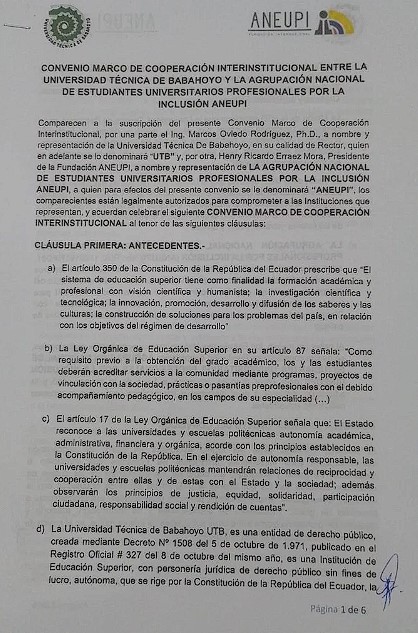 UNIVERSIDAD TÉCNICA DE BABAHOYO
ANEUPI
CONVENIO MARCO DE COOPERACIÓN INTERINSTITUCIONAL ENTRE LA
UNIVERSIDAD TÉCNICA DE BABAHOYO Y LA AGRUPACIÓN NACIONAL
DE ESTUDIANTES UNIVERSITARIOS PROFESIONALES POR LA
INCLUSIÓN ANEUPI
Comparecen a la suscripción del presente Convenio Marco de Cooperación
Interinstitucional, por una parte el Ing. Marcos Oviedo Rodríguez, Ph.D., a nombre y
representación de la Universidad Técnica De Babahoyo, en su calidad de Rector, quien
en adelante se lo denominará "UTB" y, por otra, Henry Ricardo Erraez Mora, Presidente
de la Fundación ANEUPI, a nombre y representación de LA AGRUPACIÓN NACIONAL
DE ESTUDIANTES UNIVERSITARIOS PROFESIONALES POR LA INCLUSIÓN
ANEUPI, a quien para efectos del presente convenio se le denominará "ANEUPI", los
comparecientes están legalmente autorizados para comprometer a las Instituciones que
representan, y acuerdan celebrar el siguiente CONVENIO MARCO DE COOPERACIÓN
INTERINSTITUCIONAL al tenor de las siguientes cláusulas:
CLÁUSULA PRIMERA: ANTECEDENTES.-
a) El artículo 350 de la Constitución de la República del Ecuador prescribe que "El
sistema de educación superior tiene como finalidad la formación académica y
profesional con visión científica y humanista; la investigación científica y
tecnológica; la innovación, promoción, desarrollo y difusión de los saberes y las
culturas; la construcción de soluciones para los problemas del país, en relación
con los objetivos del régimen de desarrollo"
b) La Ley Orgánica de Educación Superior en su artículo 87 señala: "Como
requisito previo a la obtención del grado académico, los y las estudiantes
deberán acreditar servicios a la comunidad mediante programas, proyectos de
vinculación con la sociedad, prácticas o pasantías preprofesionales con el debido
acompañamiento pedagógico, en los campos de su especialidad (...)
c) El artículo 17 de la Ley Orgánica de Educación Superior señala que: El Estado
reconoce a las universidades y escuelas politécnicas autonomía académica,
administrativa, financiera y orgánica, acorde con los principios establecidos en
la Constitución de la República. En el ejercicio de autonomía responsable, las
universidades y escuelas politécnicas mantendrán relaciones de reciprocidad y
cooperación entre ellas y de estas con el Estado y la sociedad; además
observarán los principios de justicia, equidad, solidaridad, participación
ciudadana, responsabilidad social y rendición de cuentas".
d) La Universidad Técnica de Babahoyo UTB, es una entidad de derecho público,
creada mediante Decreto Nº 1508 del 5 de octubre de 1.971, publicado en el
Registro Oficial # 327 del 8 de octubre del mismo año, es una Institución de
Educación Superior, con personería jurídica de derecho público sin fines de
lucro, autónoma, que se rige por la Constitución de la República del Ecuador, la
Página 1 de 6